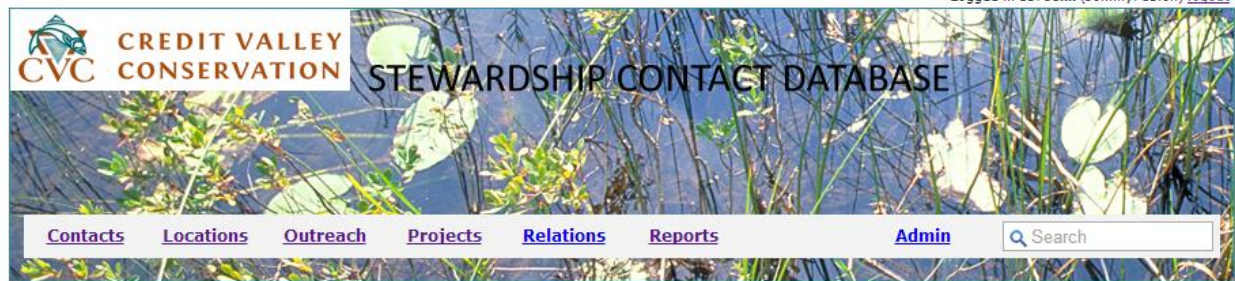 CREDIT VALLEY
CVC CONSERVATION
STEWARDSHIP CONTACT DATABASE
Contacts Locations Outreach Projects Relations Reports Admin Search